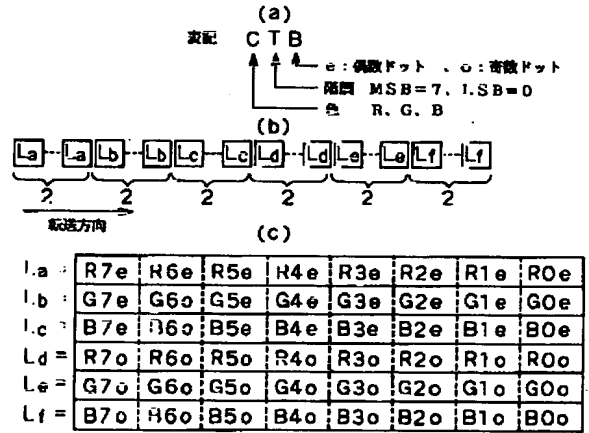 (a)
表記 C T B
e：偶数ドット 、o：奇数ドット
階調 MSB=7、LSB=0
色 R、G、B
(b)
La La Lb Lb Lc Lc Ld Ld Le Le Lf Lf
2 2 2 2 2 2
転送方向
(c)
La : R7e R6e R5e R4e R3e R2e R1e R0e
Lb : G7e G6o G5e G4e G3e G2e G1e G0e
Lc : B7e B6o B5e B4e B3e B2e B1e B0e
Ld = R7o R6o R5o R4o R3o R2o R1o R0o
Le = G7o G6o G5o G4o G3o G2o G1o G0o
Lf = B7o B6o B5o B4o B3o B2o B1o B0o